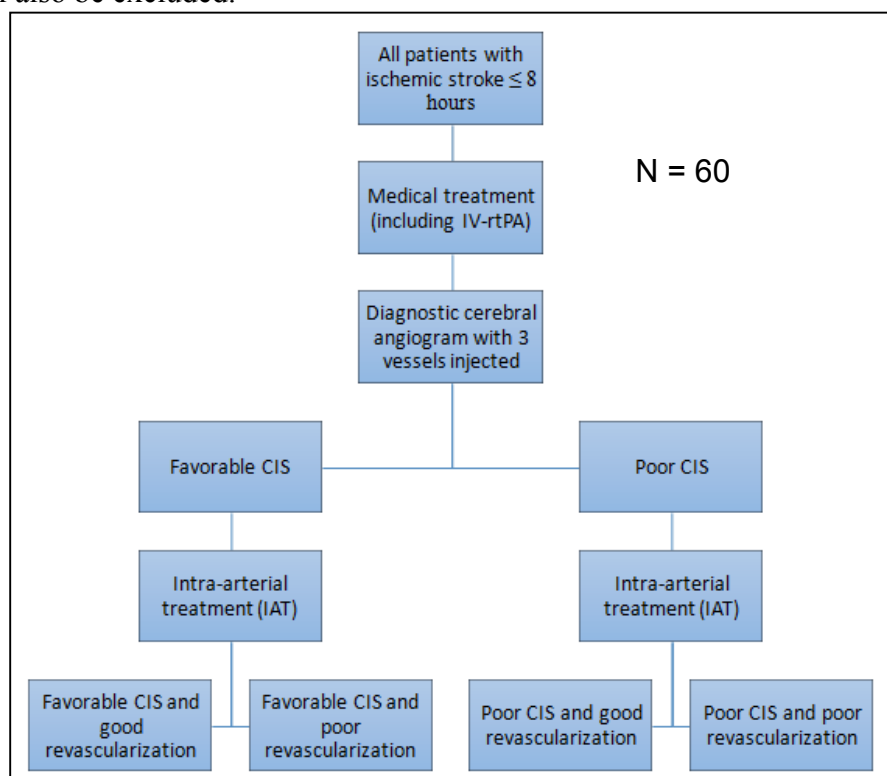 also be excluded.
All patients with
ischemic stroke ≤ 8
hours
N = 60
Medical treatment
(including IV-rtPA)
Diagnostic cerebral
angiogram with 3
vessels injected
Favorable CIS
Poor CIS
Intra-arterial
treatment (IAT)
Intra-arterial
treatment (IAT)
Favorable CIS and
good
revascularization
Favorable CIS and
poor
revascularization
Poor CIS and good
revascularization
Poor CIS and poor
revascularization